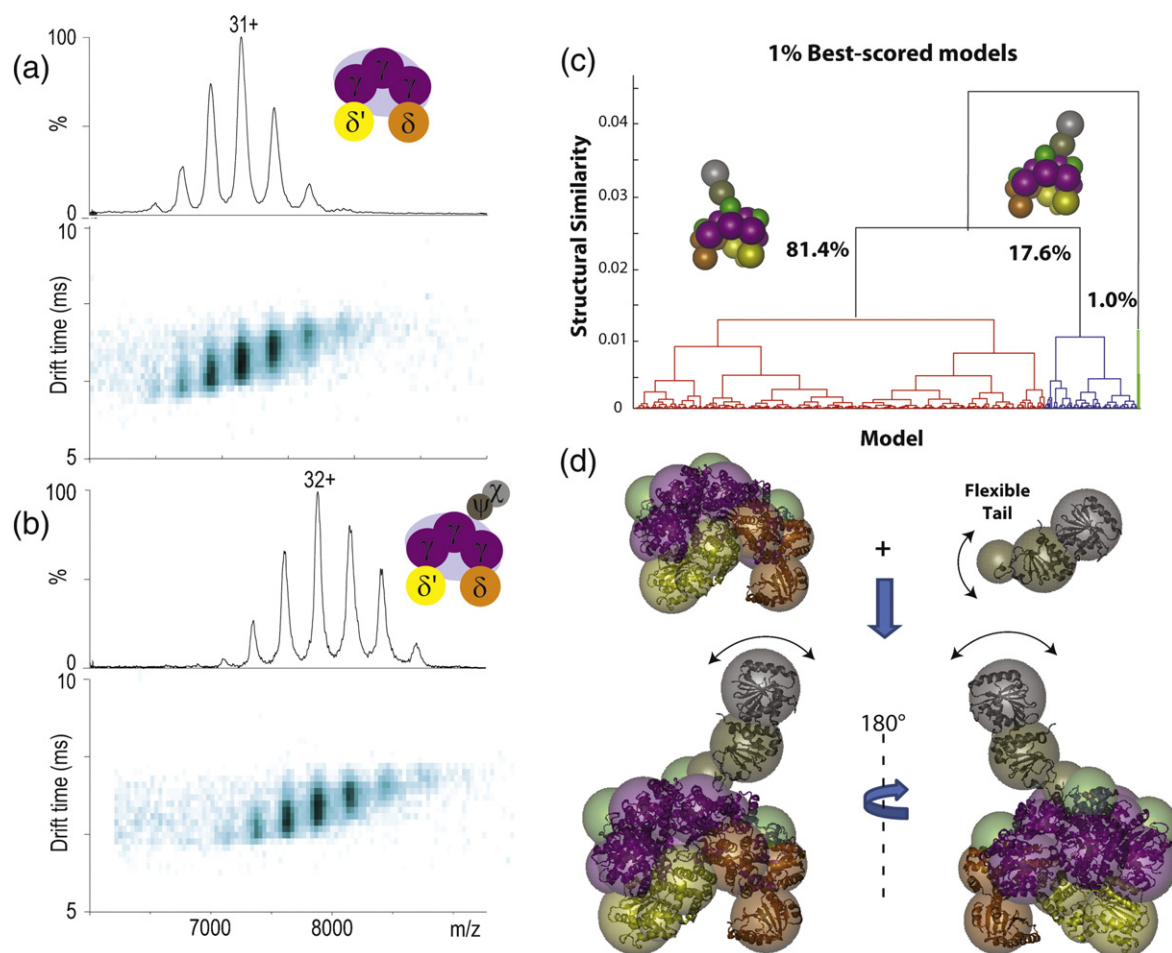 (a)
31+
100
%
0
γ
γ γ
δ' δ
10
Drift time (ms)
5
(b)
32+
100
%
0
ψ χ
γ
γ γ
δ' δ
10
Drift time (ms)
5
7000 8000 m/z
(c)
1% Best-scored models
Structural Similarity
0.04
0.03
0.02
0.01
0
81.4%
17.6%
1.0%
Model
(d)
+
Flexible
Tail
180°